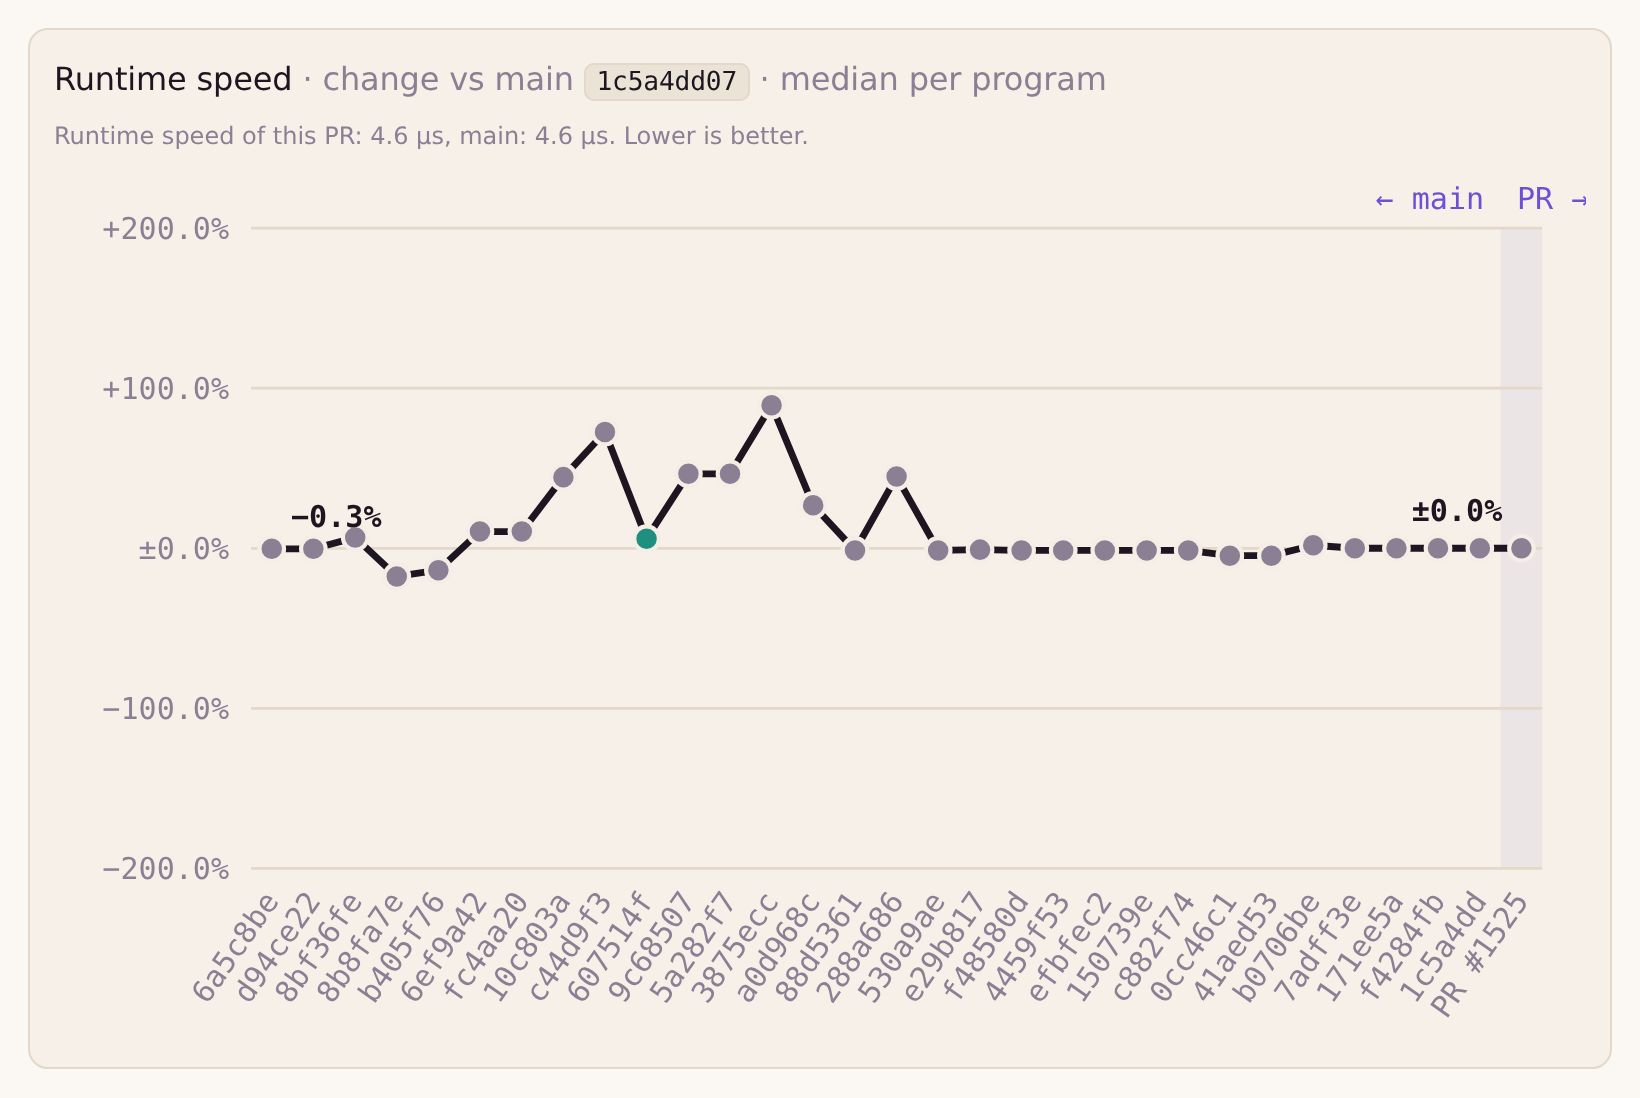 Runtime speed · change vs main 1c5a4dd07 · median per program
Runtime speed of this PR: 4.6 µs, main: 4.6 µs. Lower is better.
← main PR →
+200.0%
+100.0%
±0.0%
−100.0%
−200.0%
−0.3%
±0.0%
6a5c8be
d94ce22
8bf36fe
8b8fa7e
b405f76
6ef9a42
fc4aa20
10c803a
c44d9f3
607514f
9c68507
5a282f7
3875ecc
a0d968c
88d5361
288a686
530a9ae
e29b817
f48580d
4459f53
efbfec2
150739e
c882f74
0cc46c1
41aed53
b0706be
7adff3e
171ee5a
f4284fb
1c5a4dd
PR #1525